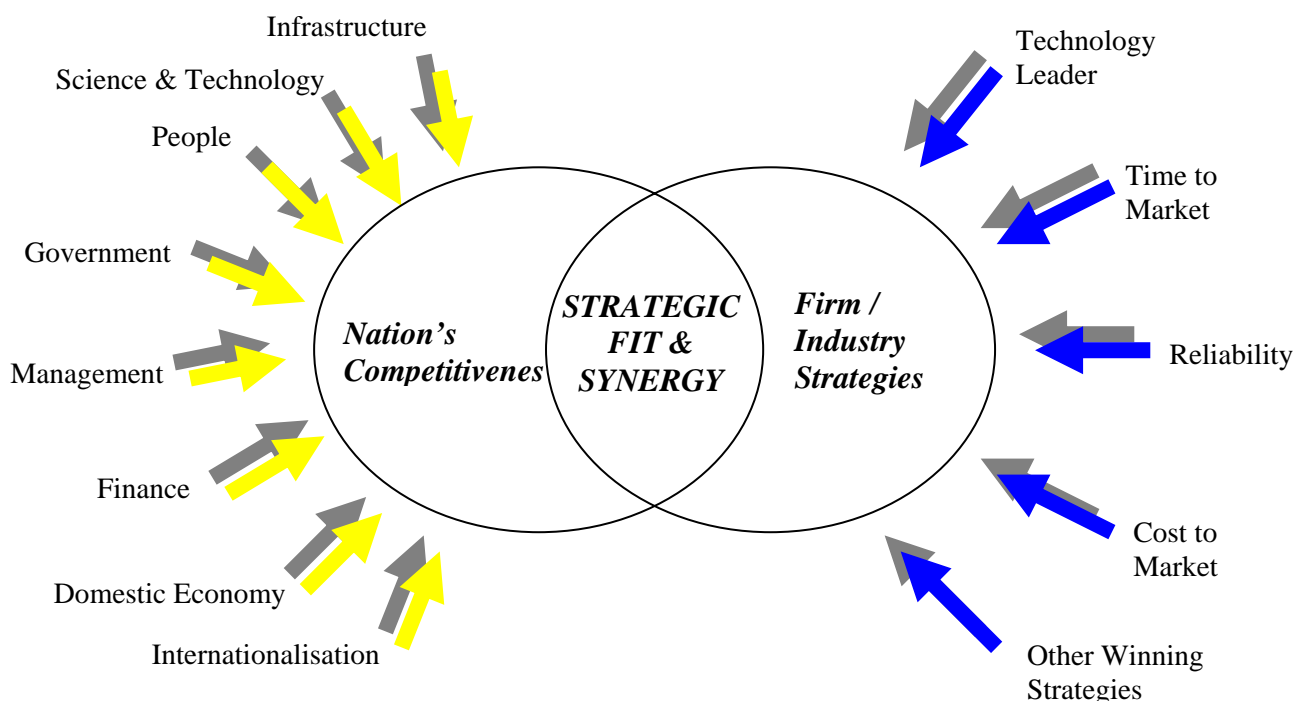 Infrastructure
Science & Technology
People
Government
Management
Finance
Domestic Economy
Internationalisation
Nation’s
Competitivenes
STRATEGIC
FIT &
SYNERGY
Firm /
Industry
Strategies
Technology
Leader
Time to
Market
Reliability
Cost to
Market
Other Winning
Strategies